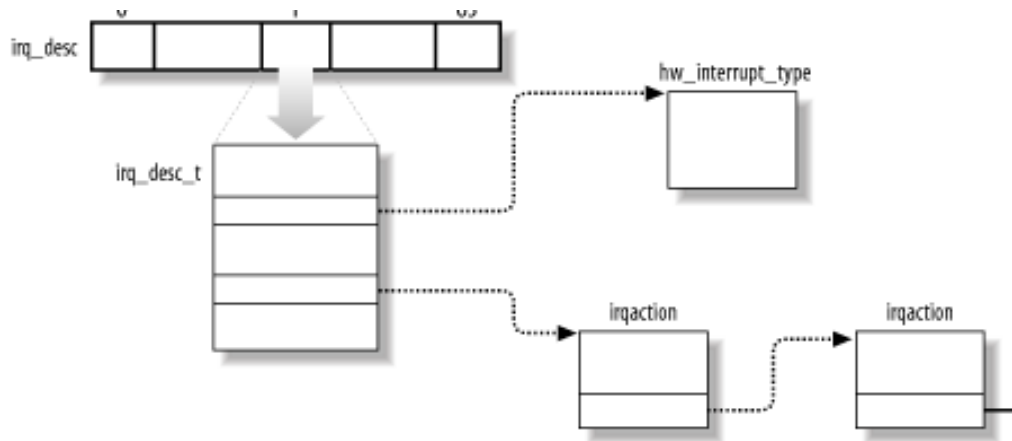 irq_desc
hw_interrupt_type
irq_desc_t
irqaction
irqaction